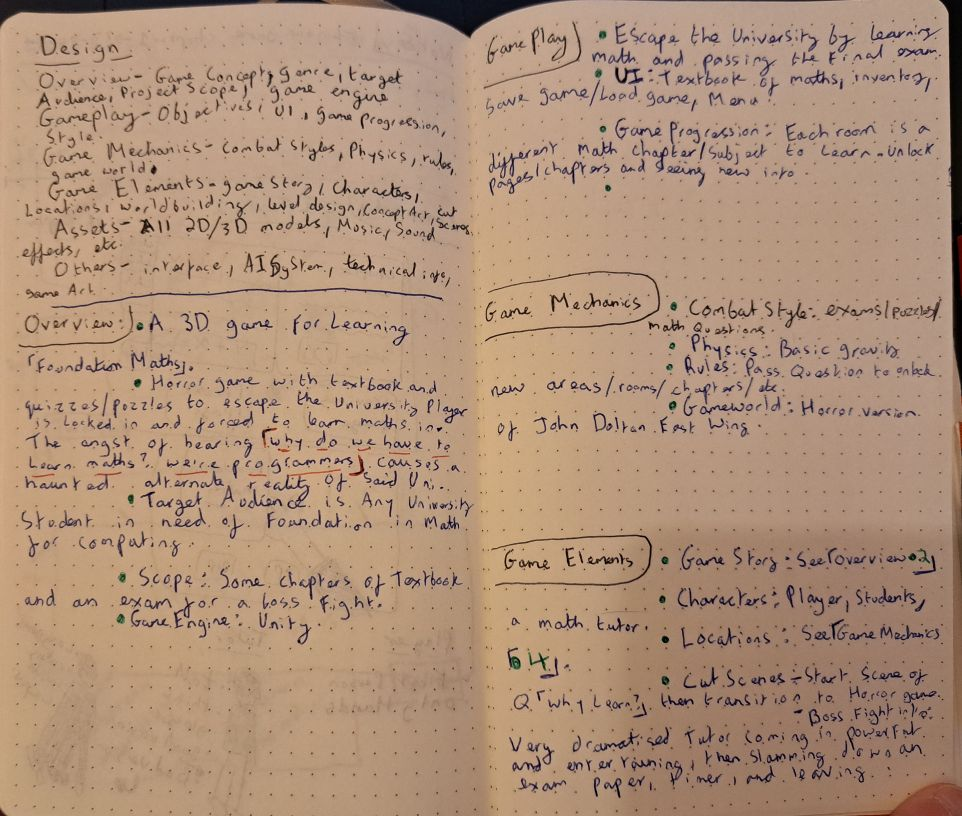 Design
Overview - Game Concept, genre, target
Audience, Project Scope, game engine
Gameplay - Objectives, UI, game progression,
Style.
Game Mechanics - Combat Styles, Physics, rules,
game world.
Game Elements - game Story, Characters,
Locations, worldbuilding, level design, Concept Art, cut
scenes
Assets - All 2D/3D models, Music, Sound
effects, etc.
Others - interface, AI System, technical info,
game Art.
Overview: • A 3D game for Learning
「Foundation Maths」.
• Horror game with textbook and
quizzes/puzzles to escape the University Player
is Locked in and forced to learn maths in.
The angst of hearing 「why do we have to
Learn maths? we're programmers」 causes a
haunted alternate reality of said Uni.
• Target Audience is Any University
Student in need of Foundation in Math
for computing.
• Scope: Some chapters of Textbook
and an exam for a boss fight.
• Game Engine: Unity.
Game Play
• Escape the University by learning
math and passing the final exam.
• UI: Textbook of maths, inventory,
Save game/Load game, Menu.
• Game Progression: Each room is a
different math chapter/subject to Learn. Unlock
pages/chapters and seeing new info.
Game Mechanics
• Combat Style: exams/puzzles/
math Questions.
• Physics: Basic gravity
• Rules: Pass Question to unlock
new areas/rooms/chapters/etc.
• Gameworld: Horror version
of John Dolton East Wing.
Game Elements
• Game Story: See「Overview • 2」
• Characters: Player, Students,
a math tutor.
• Locations: See「Game Mechanics
• 4」.
• Cut Scenes - Start Scene of
Q「Why Learn?」 then transition to Horror game.
- Boss Fight intro:
Very dramatised Tutor coming in powerful
and entertaining, then slamming down an
exam paper, timer, and leaving.